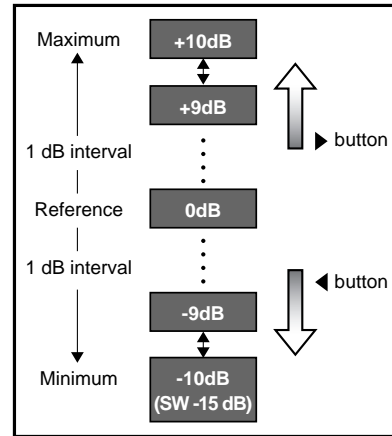 Maximum
+10dB
+9dB
▶ button
1 dB interval
Reference
0dB
1 dB interval
◀ button
-9dB
Minimum
-10dB
(SW -15 dB)